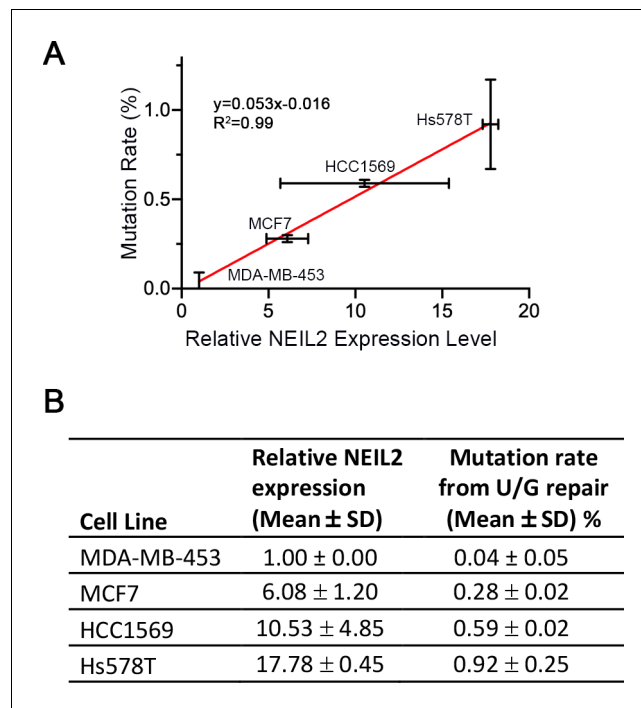 A
Mutation Rate (%)
1.0
0.5
0.0
y=0.053x-0.016
R²=0.99
Hs578T
HCC1569
MCF7
MDA-MB-453
0 5 10 15 20
Relative NEIL2 Expression Level
B
Cell Line
Relative NEIL2
expression
(Mean ± SD)
Mutation rate
from U/G repair
(Mean ± SD) %
MDA-MB-453 1.00 ± 0.00 0.04 ± 0.05
MCF7 6.08 ± 1.20 0.28 ± 0.02
HCC1569 10.53 ± 4.85 0.59 ± 0.02
Hs578T 17.78 ± 0.45 0.92 ± 0.25